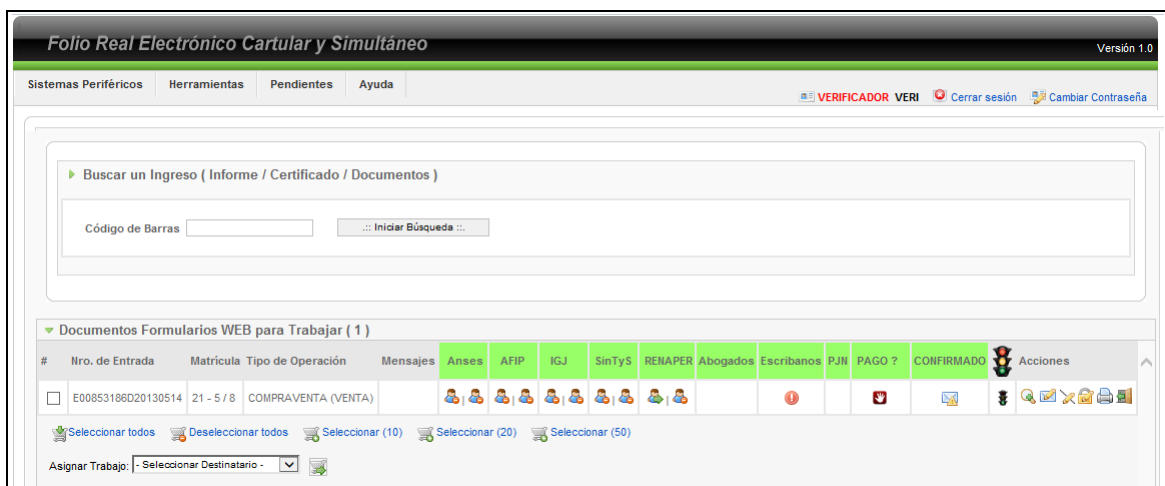 Folio Real Electrónico Cartular y Simultáneo
Versión 1.0
Sistemas Periféricos Herramientas Pendientes Ayuda
VERIFICADOR VERI Cerrar sesión Cambiar Contraseña
Buscar un Ingreso ( Informe / Certificado / Documentos )
Código de Barras .:: Iniciar Búsqueda ::.
Documentos Formularios WEB para Trabajar ( 1 )
# Nro. de Entrada Matrícula Tipo de Operación Mensajes Anses AFIP IGJ SinTyS RENAPER Abogados Escribanos PJN PAGO ? CONFIRMADO Acciones
E00853186D20130514 21 - 5 / 8 COMPRAVENTA (VENTA) | | | | |
Seleccionar todos Deseleccionar todos Seleccionar (10) Seleccionar (20) Seleccionar (50)
Asignar Trabajo: - Seleccionar Destinatario -